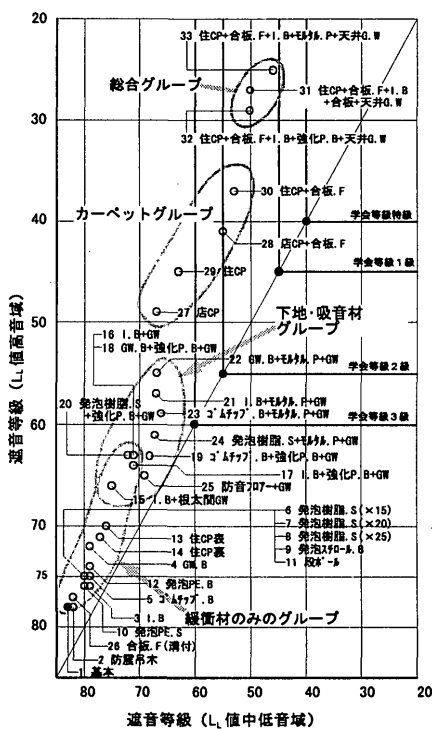 33 住CP+合板.F+I.B+ﾓﾙﾀﾙ.P+天井G.W
総合グループ
31 住CP+合板.F+I.B
+合板+天井G.W
32 住CP+合板.F+I.B+強化P.B+天井G.W
30 住CP+合板.F
カーペットグループ
28 店CP+合板.F
29 住CP
27 店CP
学会等級特級
学会等級1級
学会等級2級
学会等級3級
下地・吸音材
グループ
16 I.B+GW
18 GW.B+強化P.B+GW
22 GW.B+ﾓﾙﾀﾙ.P+GW
20 発泡樹脂.S
+強化P.B+GW
21 I.B+ﾓﾙﾀﾙ.P+GW
23 ｺﾞﾑﾁｯﾌﾟ.B+ﾓﾙﾀﾙ.P+GW
24 発泡樹脂.S+ﾓﾙﾀﾙ.P+GW
19 ｺﾞﾑﾁｯﾌﾟ.B+強化P.B+GW
17 I.B+強化P.B+GW
25 防音ﾌﾛｱｰ+GW
15 I.B+根太間GW
6 発泡樹脂.S(×15)
7 発泡樹脂.S(×20)
8 発泡樹脂.S(×25)
9 発泡ｽﾁﾛｰﾙ.B
11 段ﾎﾞｰﾙ
13 住CP表
14 住CP裏
4 GW.B
12 発泡PE.B
5 ｺﾞﾑﾁｯﾌﾟ.B
緩衝材のみのグループ
3 I.B
10 発泡PE.S
26 合板.F(溝付)
2 防震吊木
1 基本
20
30
40
50
60
70
80
遮音等級（LL値高音域）
80 70 60 50 40 30 20
遮音等級（LL値中低音域）